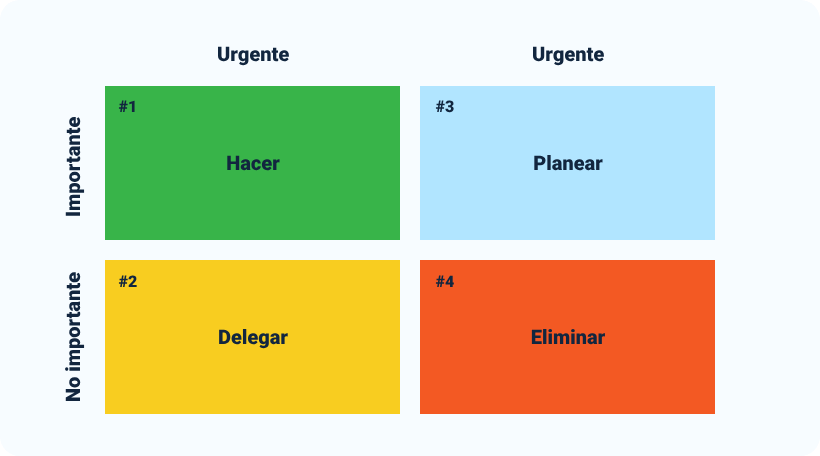 Urgente
Urgente
Importante
#1
Hacer
#3
Planear
No importante
#2
Delegar
#4
Eliminar